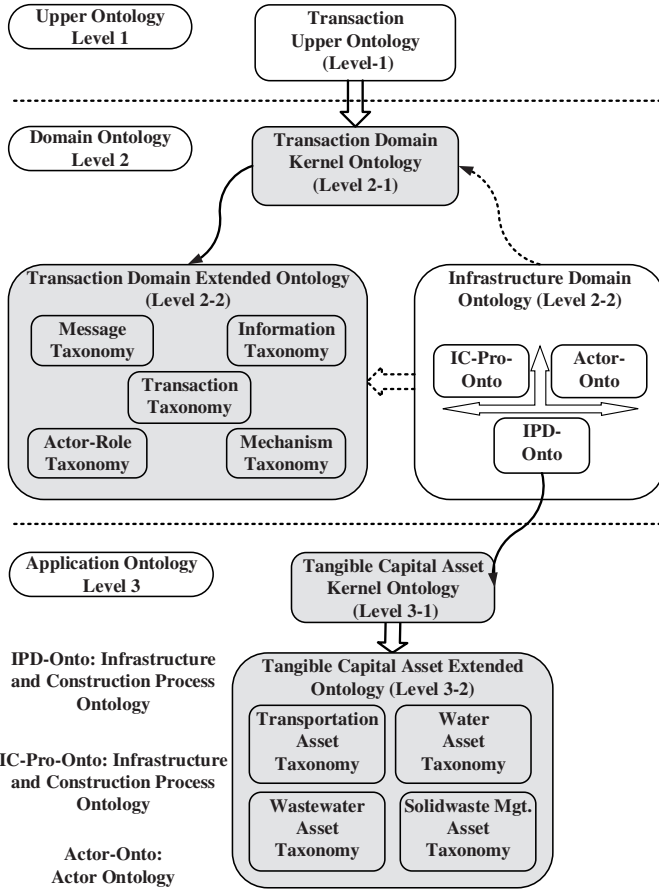 Upper Ontology
Level 1
Transaction
Upper Ontology
(Level-1)
Domain Ontology
Level 2
Transaction Domain
Kernel Ontology
(Level 2-1)
Transaction Domain Extended Ontology
(Level 2-2)
Message
Taxonomy
Information
Taxonomy
Transaction
Taxonomy
Actor-Role
Taxonomy
Mechanism
Taxonomy
Infrastructure Domain
Ontology (Level 2-2)
IC-Pro-
Onto
Actor-
Onto
IPD-
Onto
Application Ontology
Level 3
Tangible Capital Asset
Kernel Ontology
(Level 3-1)
Tangible Capital Asset Extended
Ontology (Level 3-2)
Transportation
Asset
Taxonomy
Water
Asset
Taxonomy
Wastewater
Asset
Taxonomy
Solidwaste Mgt.
Asset
Taxonomy
IPD-Onto: Infrastructure
and Construction Process
Ontology
IC-Pro-Onto: Infrastructure
and Construction Process
Ontology
Actor-Onto:
Actor Ontology